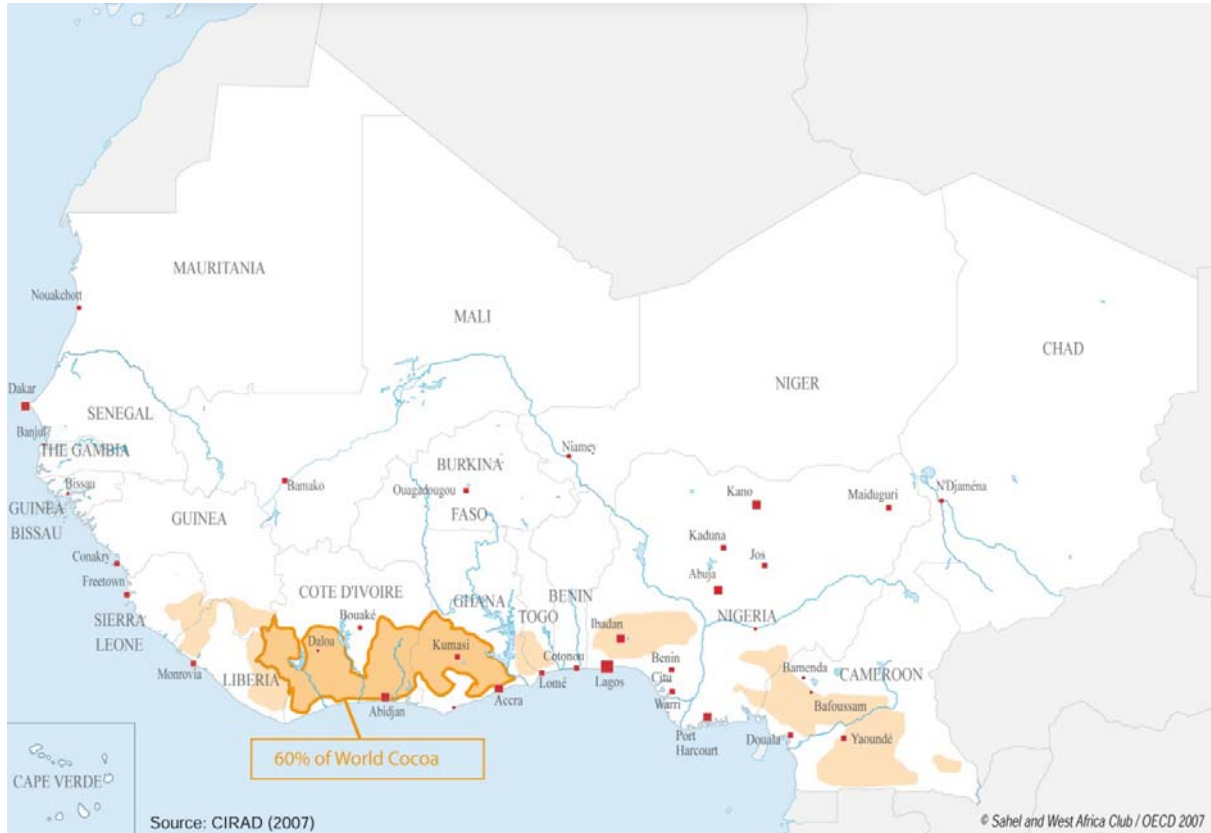 MAURITANIA
Nouakchott
MALI
CHAD
NIGER
Dakar
SENEGAL
Banjul
THE GAMBIA
Niamey
BURKINA
Bissau
Bamako
Ouagadougou
Kano
Maiduguri
N'Djaména
GUINEA
BISSAU
GUINEA
FASO
Kaduna
Conakry
Jos
Freetown
COTE D'IVOIRE
Abuja
BENIN
GHANA
Bouaké
TOGO
NIGERIA
SIERRA
LEONE
Ibadan
Daloa
Kumasi
Cotonou
Benin
Citu
Bamenda
CAMEROON
Monrovia
LIBERIA
Lomé
Lagos
Accra
Warri
Bafoussam
Abidjan
Port
Harcourt
Douala
Yaoundé
60% of World Cocoa
CAPE VERDE
Source: CIRAD (2007)
© Sahel and West Africa Club / OECD 2007